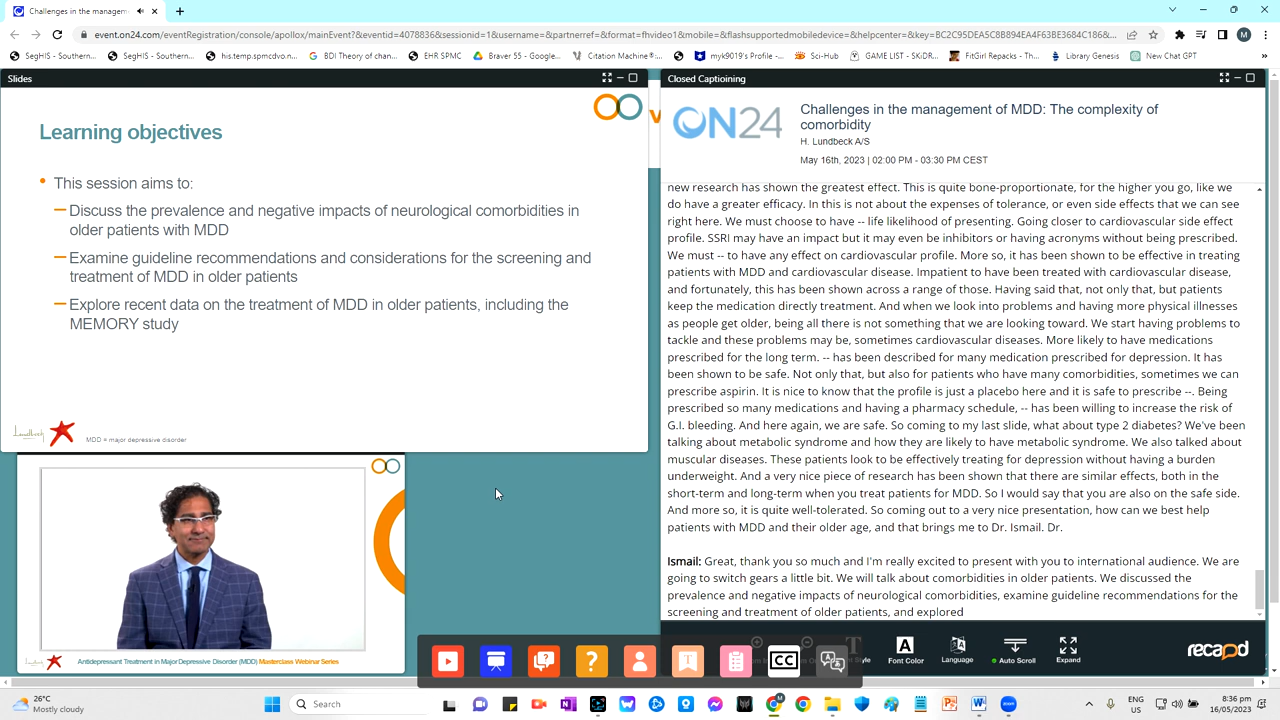 Challenges in the managem
event.on24.com/eventRegistration/console/apollox/mainEvent?&eventid=4078836&sessionid=1&username=&partnerref=&format=fhvideo1&mobile=&flashsupportedmobiledevice=&helpcenter=&key=BC2C95DEA5C8B894EA4F63BE3684C186&...
M
SegHIS - Southern...
SegHIS - Southern...
his.temp.spmcdvo.n...
BDI Theory of chan...
EHR SPMC
Braver 55 - Google...
Citation Machine®:...
myk9019's Profile -...
Sci-Hub
GAME LIST - SKiDR...
FitGirl Repacks - Th...
Library Genesis
New Chat GPT
Slides
Learning objectives
• This session aims to:
— Discuss the prevalence and negative impacts of neurological comorbidities in
older patients with MDD
— Examine guideline recommendations and considerations for the screening and
treatment of MDD in older patients
— Explore recent data on the treatment of MDD in older patients, including the
MEMORY study
Lundbeck
MDD = major depressive disorder
Antidepressant Treatment in Major Depressive Disorder (MDD) Masterclass Webinar Series
Closed Captioining
ON24
Challenges in the management of MDD: The complexity of
comorbidity
H. Lundbeck A/S
May 16th, 2023 | 02:00 PM - 03:30 PM CEST
new research has shown the greatest effect. This is quite bone-proportionate, for the higher you go, like we
do have a greater efficacy. In this is not about the expenses of tolerance, or even side effects that we can see
right here. We must choose to have -- life likelihood of presenting. Going closer to cardiovascular side effect
profile. SSRI may have an impact but it may even be inhibitors or having acronyms without being prescribed.
We must -- to have any effect on cardiovascular profile. More so, it has been shown to be effective in treating
patients with MDD and cardiovascular disease. Impatient to have been treated with cardiovascular disease,
and fortunately, this has been shown across a range of those. Having said that, not only that, but patients
keep the medication directly treatment. And when we look into problems and having more physical illnesses
as people get older, being all there is not something that we are looking toward. We start having problems to
tackle and these problems may be, sometimes cardiovascular diseases. More likely to have medications
prescribed for the long term. -- has been described for many medication prescribed for depression. It has
been shown to be safe. Not only that, but also for patients who have many comorbidities, sometimes we can
prescribe aspirin. It is nice to know that the profile is just a placebo here and it is safe to prescribe --. Being
prescribed so many medications and having a pharmacy schedule, -- has been willing to increase the risk of
G.I. bleeding. And here again, we are safe. So coming to my last slide, what about type 2 diabetes? We've been
talking about metabolic syndrome and how they are likely to have metabolic syndrome. We also talked about
muscular diseases. These patients look to be effectively treating for depression without having a burden
underweight. And a very nice piece of research has been shown that there are similar effects, both in the
short-term and long-term when you treat patients for MDD. So I would say that you are also on the safe side.
And more so, it is quite well-tolerated. So coming out to a very nice presentation, how can we best help
patients with MDD and their older age, and that brings me to Dr. Ismail. Dr.
Ismail: Great, thank you so much and I'm really excited to present with you to international audience. We are
going to switch gears a little bit. We will talk about comorbidities in older patients. We discussed the
prevalence and negative impacts of neurological comorbidities, examine guideline recommendations for the
screening and treatment of older patients, and explored
Font Color
Language
Auto Scroll
Expand
recapd
CC
26°C
Mostly cloudy
Search
ENG
US
8:36 pm
16/05/2023